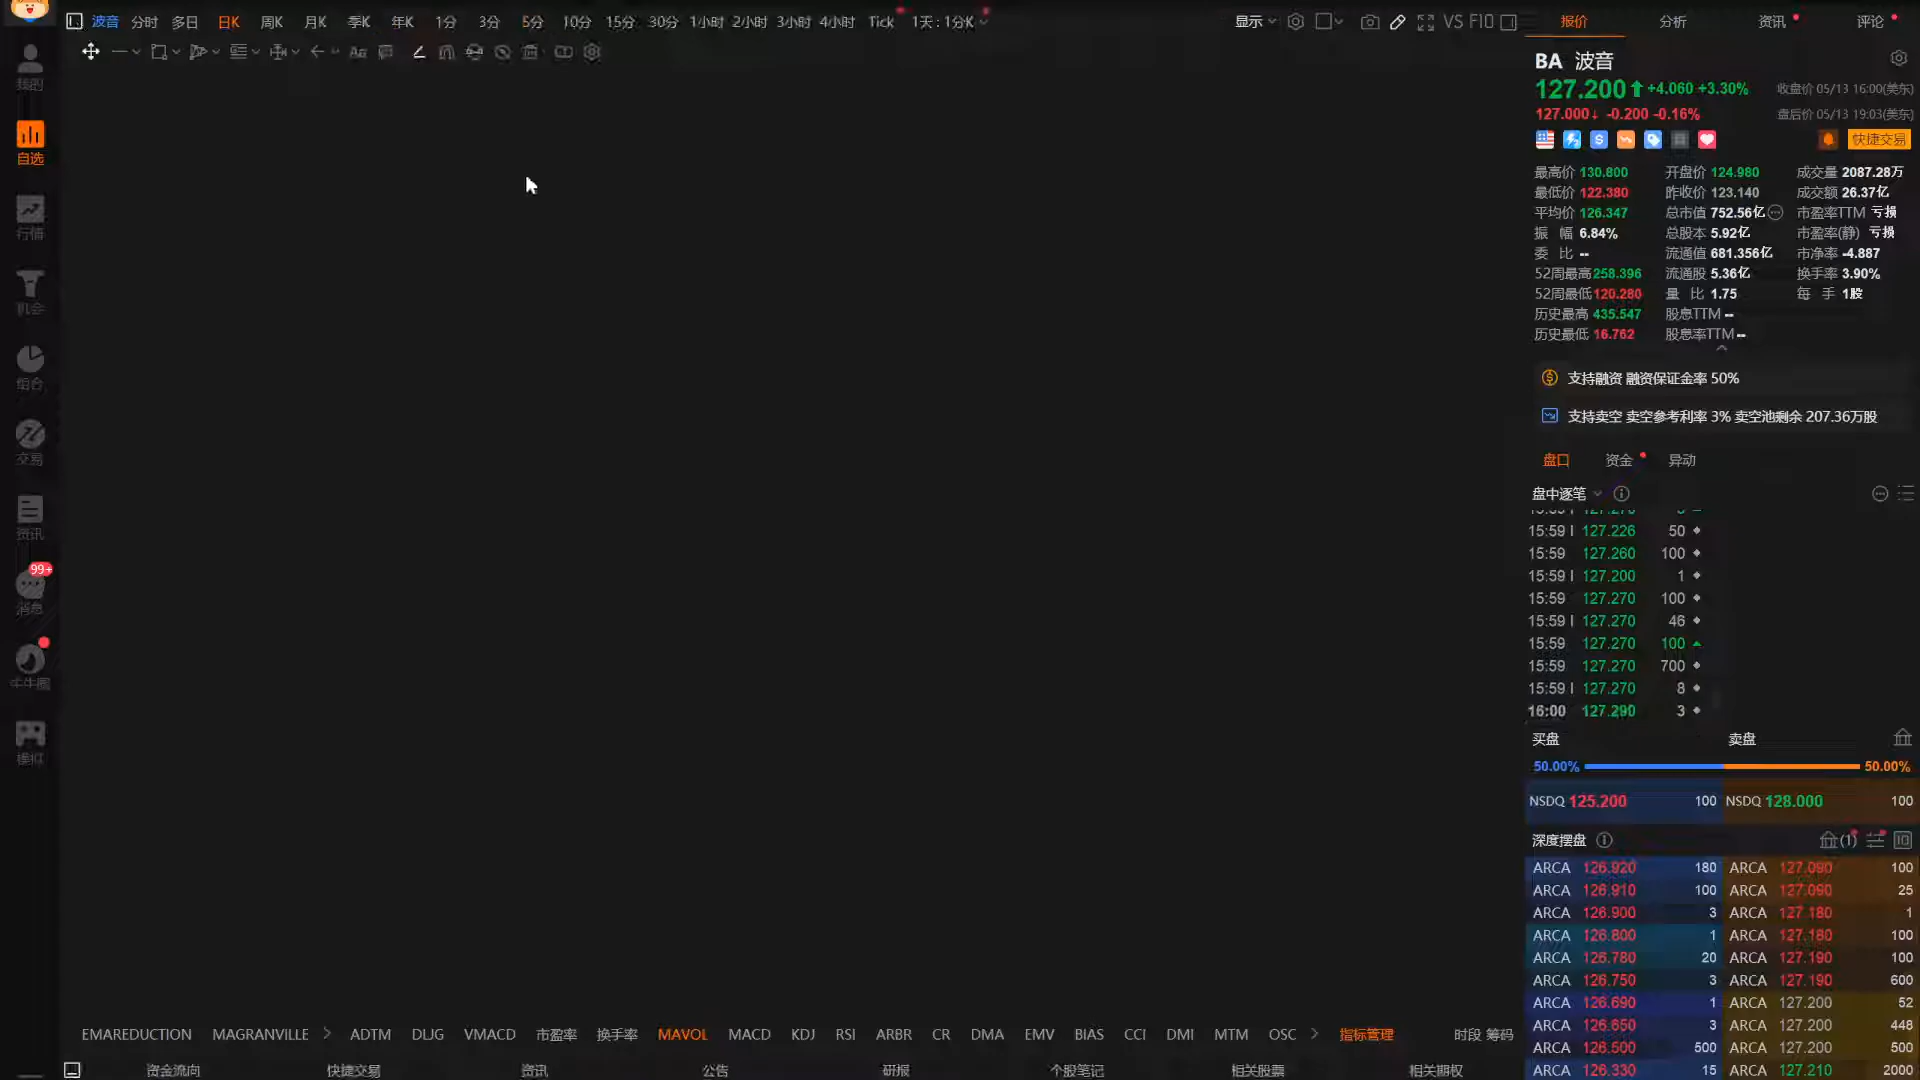 波音 分时 多日 日K 周K 月K 季K 年K 1分 3分 5分 10分 15分 30分 1小时 2小时 3小时 4小时 Tick 1天 : 1分K
显示 VS F10
报价 分析 资讯 评论
我的
自选
行情
机会
组合
交易
资讯
99+
消息
牛牛圈
模拟
BA 波音
127.200 +4.060 +3.30% 收盘价 05/13 16:00(美东)
127.000↓ -0.200 -0.16% 盘后价 05/13 19:03(美东)
快捷交易
最高价 130.800 开盘价 124.980 成交量 2087.28万
最低价 122.380 昨收价 123.140 成交额 26.37亿
平均价 126.347 总市值 752.56亿 市盈率TTM 亏损
振 幅 6.84% 总股本 5.92亿 市盈率(静) 亏损
委 比 -- 流通值 681.356亿 市净率 -4.887
52周最高 258.396 流通股 5.36亿 换手率 3.90%
52周最低 120.280 量 比 1.75 每 手 1股
历史最高 435.547 股息TTM --
历史最低 16.762 股息率TTM --
支持融资 融资保证金率 50%
支持卖空 卖空参考利率 3% 卖空池剩余 207.36万股
盘口 资金 异动
盘中逐笔
15:59 I 127.226 50
15:59 127.260 100
15:59 I 127.200 1
15:59 127.270 100
15:59 I 127.270 46
15:59 127.270 100
15:59 127.270 700
15:59 I 127.270 8
16:00 127.290 3
买盘 卖盘
50.00% 50.00%
NSDQ 125.200 100 NSDQ 128.000 100
深度摆盘 (1)
ARCA 126.920 180 ARCA 127.090 100
ARCA 126.910 100 ARCA 127.090 25
ARCA 126.900 3 ARCA 127.180 1
ARCA 126.800 1 ARCA 127.180 100
ARCA 126.780 20 ARCA 127.190 100
ARCA 126.750 3 ARCA 127.190 600
ARCA 126.690 1 ARCA 127.200 52
ARCA 126.650 3 ARCA 127.200 448
ARCA 126.500 500 ARCA 127.200 500
ARCA 126.330 15 ARCA 127.210 2000
EMAREDUCTION MAGRANVILLE ADTM DLJG VMACD 市盈率 换手率 MAVOL MACD KDJ RSI ARBR CR DMA EMV BIAS CCI DMI MTM OSC 指标管理 时段 筹码
资金流向 快捷交易 资讯 公告 研报 个股笔记 相关股票 相关期权